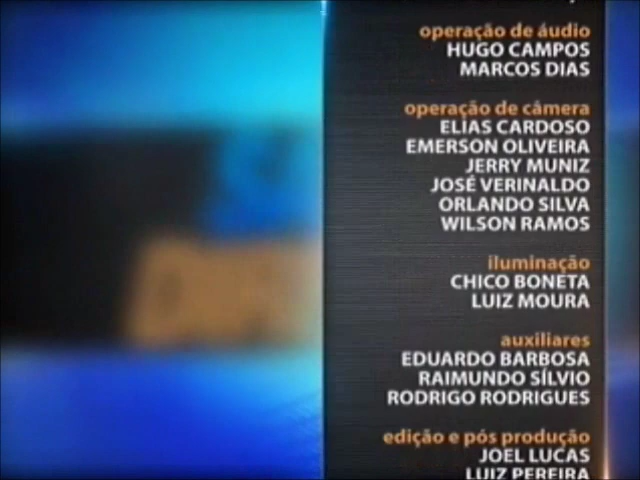 operação de áudio
HUGO CAMPOS
MARCOS DIAS
operação de câmera
ELIAS CARDOSO
EMERSON OLIVEIRA
JERRY MUNIZ
JOSÉ VERINALDO
ORLANDO SILVA
WILSON RAMOS
iluminação
CHICO BONETA
LUIZ MOURA
auxiliares
EDUARDO BARBOSA
RAIMUNDO SÍLVIO
RODRIGO RODRIGUES
edição e pós produção
JOEL LUCAS
LUIZ PEREIRA